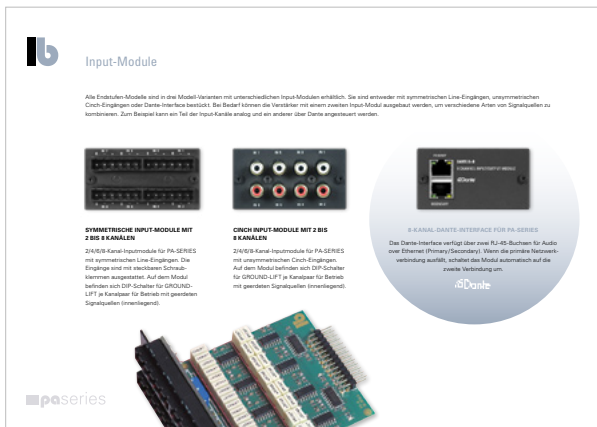 lb
Input-Module
Alle Endstufen-Modelle sind in drei Modell-Varianten mit unterschiedlichen Input-Modulen erhältlich. Sie sind entweder mit symmetrischen Line-Eingängen, unsymmetrischen
Cinch-Eingängen oder Dante-Interface bestückt. Bei Bedarf können die Verstärker mit einem zweiten Input-Modul ausgebaut werden, um verschiedene Arten von Signalquellen zu
kombinieren. Zum Beispiel kann ein Teil der Input-Kanäle analog und ein anderer über Dante angesteuert werden.
SYMMETRISCHE INPUT-MODULE MIT
2 BIS 8 KANÄLEN
2/4/6/8-Kanal-Inputmodule für PA-SERIES
mit symmetrischen Line-Eingängen. Die
Eingänge sind mit steckbaren Schraub-
klemmen ausgestattet. Auf dem Modul
befinden sich DIP-Schalter für GROUND-
LIFT je Kanalpaar für Betrieb mit geerdeten
Signalquellen (innenliegend).
CINCH INPUT-MODULE MIT 2 BIS
8 KANÄLEN
2/4/6/8-Kanal-Inputmodule für PA-SERIES
mit unsymmetrischen Cinch-Eingängen.
Auf dem Modul befinden sich DIP-Schalter
für GROUND-LIFT je Kanalpaar für Betrieb
mit geerdeten Signalquellen (innenliegend).
Dante
8-KANAL-DANTE-INTERFACE FÜR PA-SERIES
Das Dante-Interface verfügt über zwei RJ-45-Buchsen für Audio
over Ethernet (Primary/Secondary). Wenn die primäre Netzwerk-
verbindung ausfällt, schaltet das Modul automatisch auf die
zweite Verbindung um.
Dante
paseries